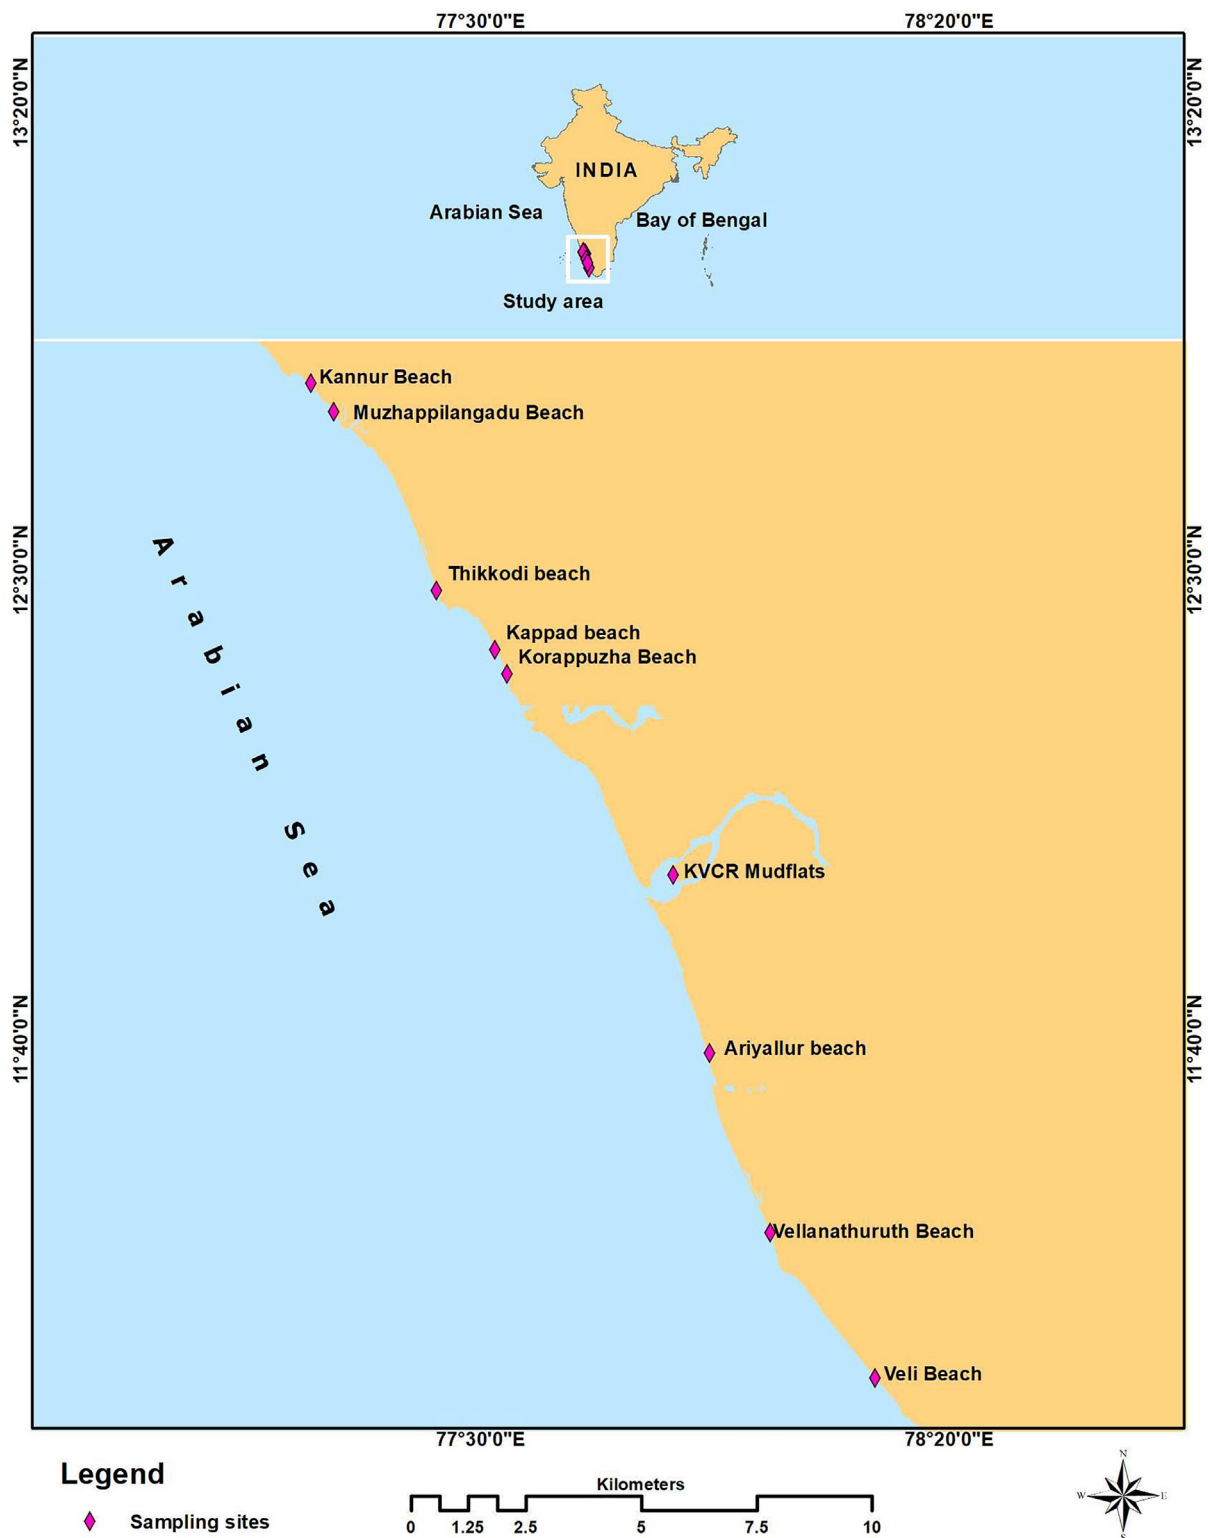 77°30'0"E 78°20'0"E
13°20'0"N 13°20'0"N
INDIA
Arabian Sea
Bay of Bengal
Study area
Kannur Beach
Muzhappilangadu Beach
12°30'0"N 12°30'0"N
Thikkodi beach
Kappad beach
Korappuzha Beach
Arabian Sea
KVCR Mudflats
11°40'0"N 11°40'0"N
Ariyallur beach
Vellanathuruth Beach
Veli Beach
77°30'0"E 78°20'0"E
Legend
Sampling sites
Kilometers
0 1.25 2.5 5 7.5 10
N
W E
S